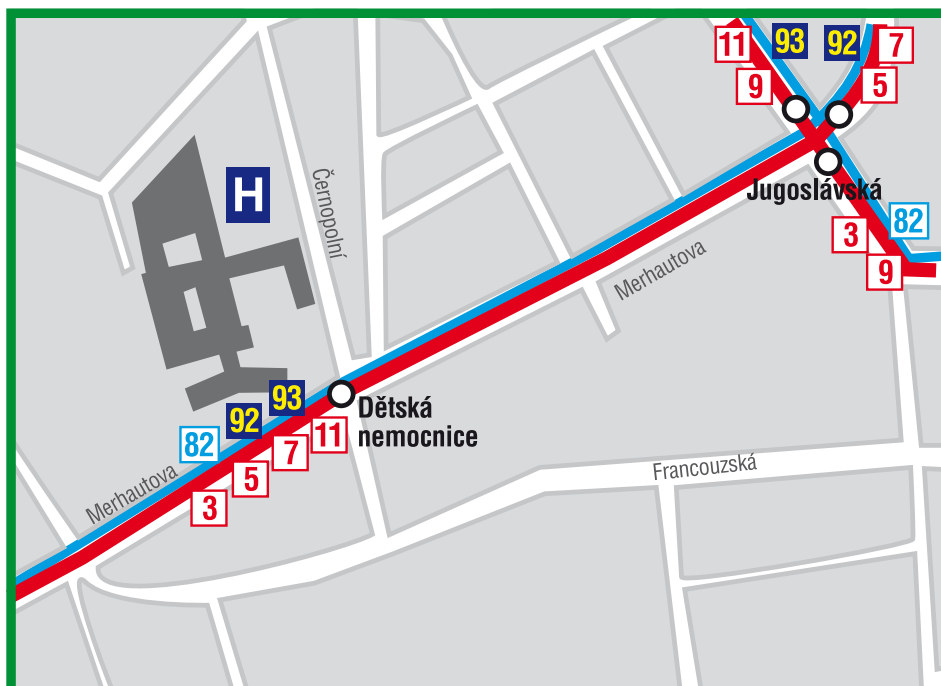 11
93
92
7
9
5
H
Černopolní
Jugoslávská
82
3
9
Merhautova
93
92
82
Dětská
nemocnice
11
7
5
3
Merhautova
Francouzská